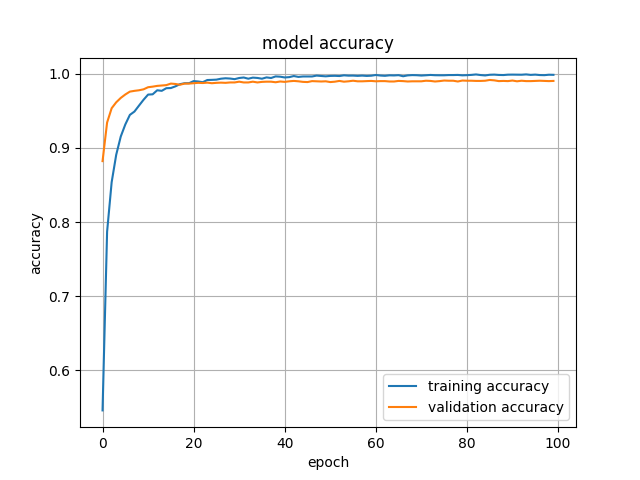 model accuracy
1.0
0.9
0.8
0.7
0.6
accuracy
training accuracy
validation accuracy
0 20 40 60 80 100
epoch